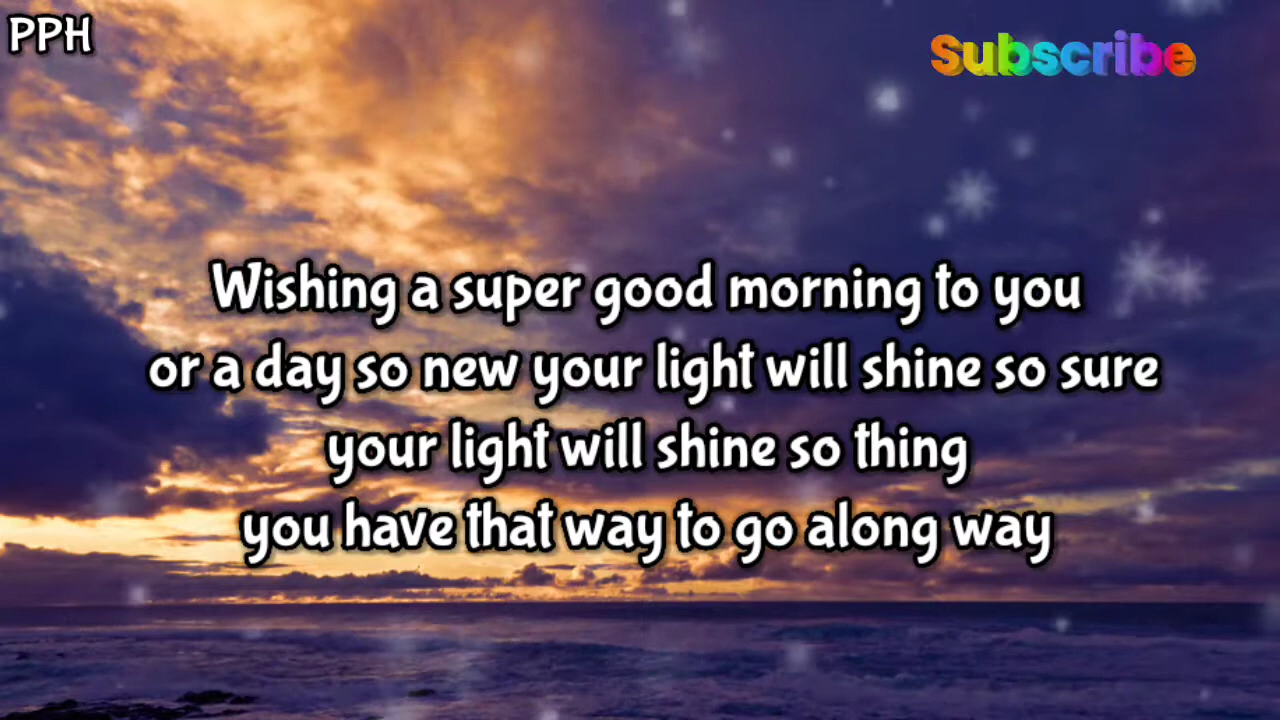 PPH
Subscribe
Wishing a super good morning to you
or a day so new your light will shine so sure
your light will shine so thing
you have that way to go along way